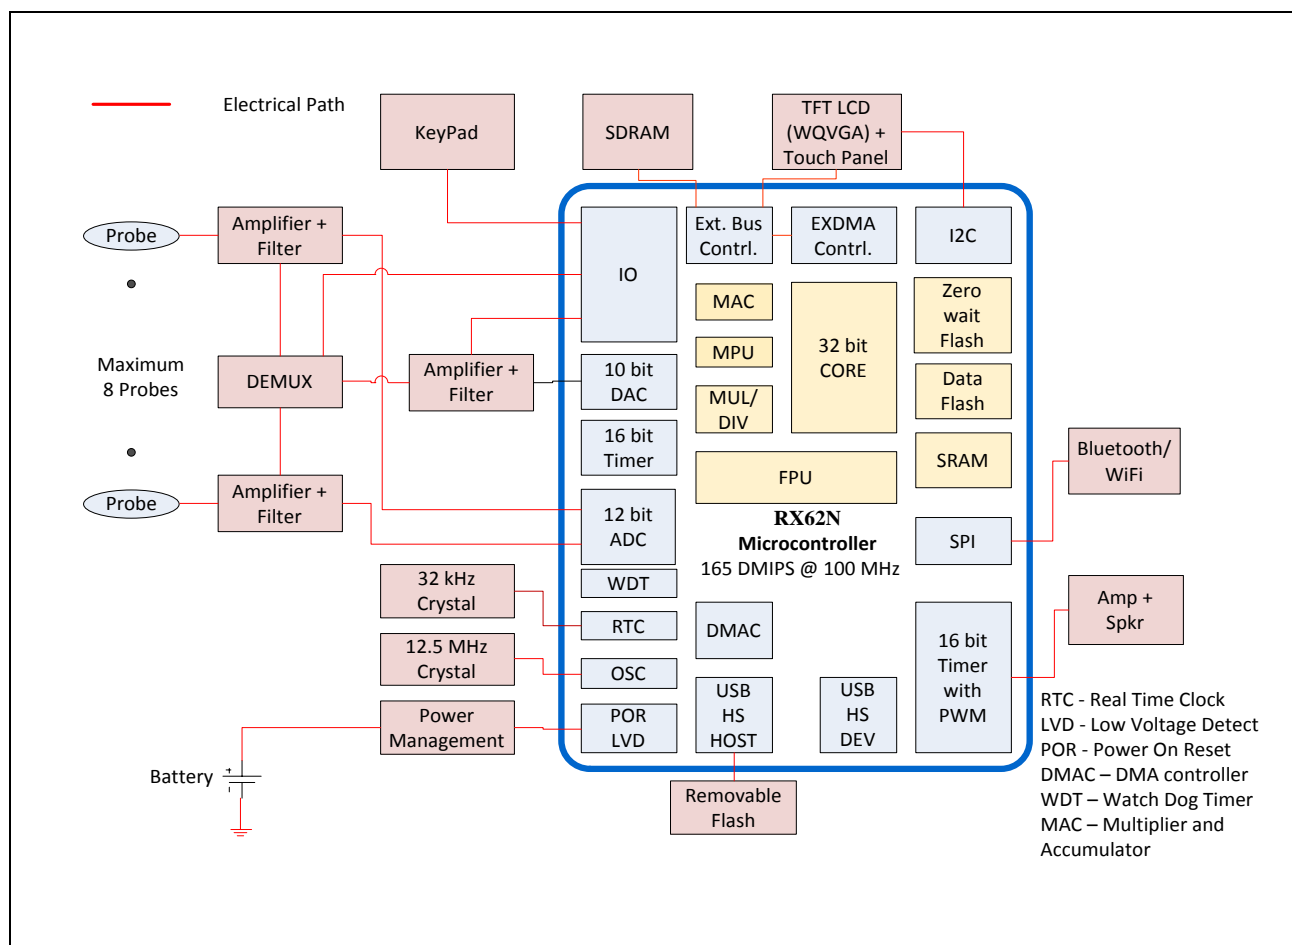 Electrical Path
KeyPad
SDRAM
TFT LCD
(WQVGA) +
Touch Panel
Probe
Amplifier +
Filter
IO
Ext. Bus
Contrl.
EXDMA
Contrl.
I2C
MAC
32 bit
CORE
Zero
wait
Flash
Maximum
8 Probes
DEMUX
Amplifier +
Filter
10 bit
DAC
MPU
MUL/
DIV
Data
Flash
16 bit
Timer
FPU
SRAM
Bluetooth/
WiFi
Probe
Amplifier +
Filter
12 bit
ADC
RX62N
Microcontroller
165 DMIPS @ 100 MHz
SPI
32 kHz
Crystal
WDT
RTC
DMAC
16 bit
Timer
with
PWM
Amp +
Spkr
12.5 MHz
Crystal
OSC
Power
Management
POR
LVD
USB
HS
HOST
USB
HS
DEV
Battery
+
-
Removable
Flash
RTC - Real Time Clock
LVD - Low Voltage Detect
POR - Power On Reset
DMAC – DMA controller
WDT – Watch Dog Timer
MAC – Multiplier and
Accumulator